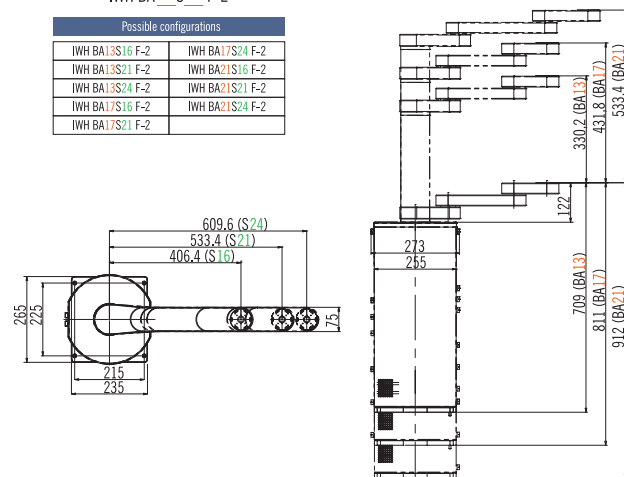 Possible configurations
IWH BA13S16 F-2 IWH BA17S24 F-2
IWH BA13S21 F-2 IWH BA21S16 F-2
IWH BA13S24 F-2 IWH BA21S21 F-2
IWH BA17S16 F-2 IWH BA21S24 F-2
IWH BA17S21 F-2
330.2 (BA13)
431.8 (BA17)
533.4 (BA21)
122
609.6 (S24)
533.4 (S21)
406.4 (S16)
273
255
265
225
75
215
235
709 (BA13)
811 (BA17)
912 (BA21)